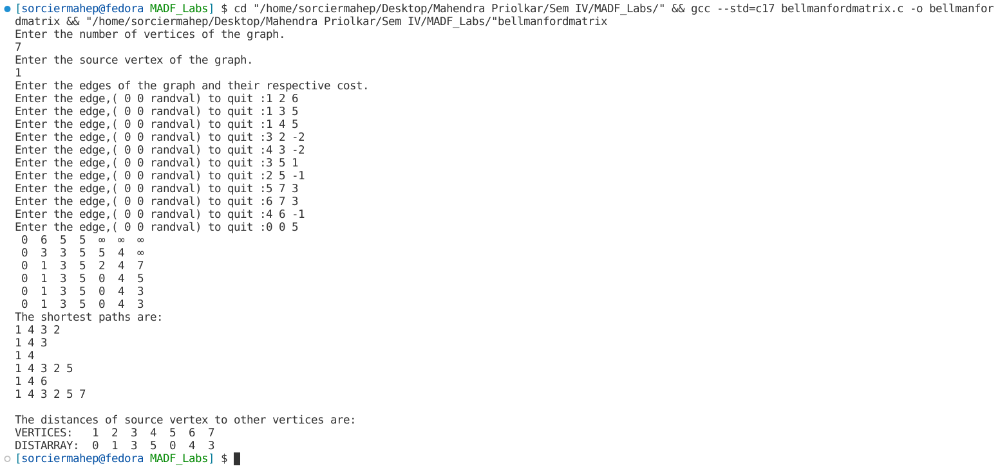 [sorciermahep@fedora MADF_Labs] $ cd "/home/sorciermahep/Desktop/Mahendra Priolkar/Sem IV/MADF_Labs/" && gcc --std=c17 bellmanfordmatrix.c -o bellmanfor
dmatrix && "/home/sorciermahep/Desktop/Mahendra Priolkar/Sem IV/MADF_Labs/"bellmanfordmatrix
Enter the number of vertices of the graph.
7
Enter the source vertex of the graph.
1
Enter the edges of the graph and their respective cost.
Enter the edge,( 0 0 randval) to quit :1 2 6
Enter the edge,( 0 0 randval) to quit :1 3 5
Enter the edge,( 0 0 randval) to quit :1 4 5
Enter the edge,( 0 0 randval) to quit :3 2 -2
Enter the edge,( 0 0 randval) to quit :4 3 -2
Enter the edge,( 0 0 randval) to quit :3 5 1
Enter the edge,( 0 0 randval) to quit :2 5 -1
Enter the edge,( 0 0 randval) to quit :5 7 3
Enter the edge,( 0 0 randval) to quit :6 7 3
Enter the edge,( 0 0 randval) to quit :4 6 -1
Enter the edge,( 0 0 randval) to quit :0 0 5
 0  6  5  5  ∞  ∞  ∞
 0  3  3  5  5  4  ∞
 0  1  3  5  2  4  7
 0  1  3  5  0  4  5
 0  1  3  5  0  4  3
 0  1  3  5  0  4  3
The shortest paths are:
1 4 3 2
1 4 3
1 4
1 4 3 2 5
1 4 6
1 4 3 2 5 7
The distances of source vertex to other vertices are:
VERTICES:   1  2  3  4  5  6  7
DISTARRAY:  0  1  3  5  0  4  3
[sorciermahep@fedora MADF_Labs] $